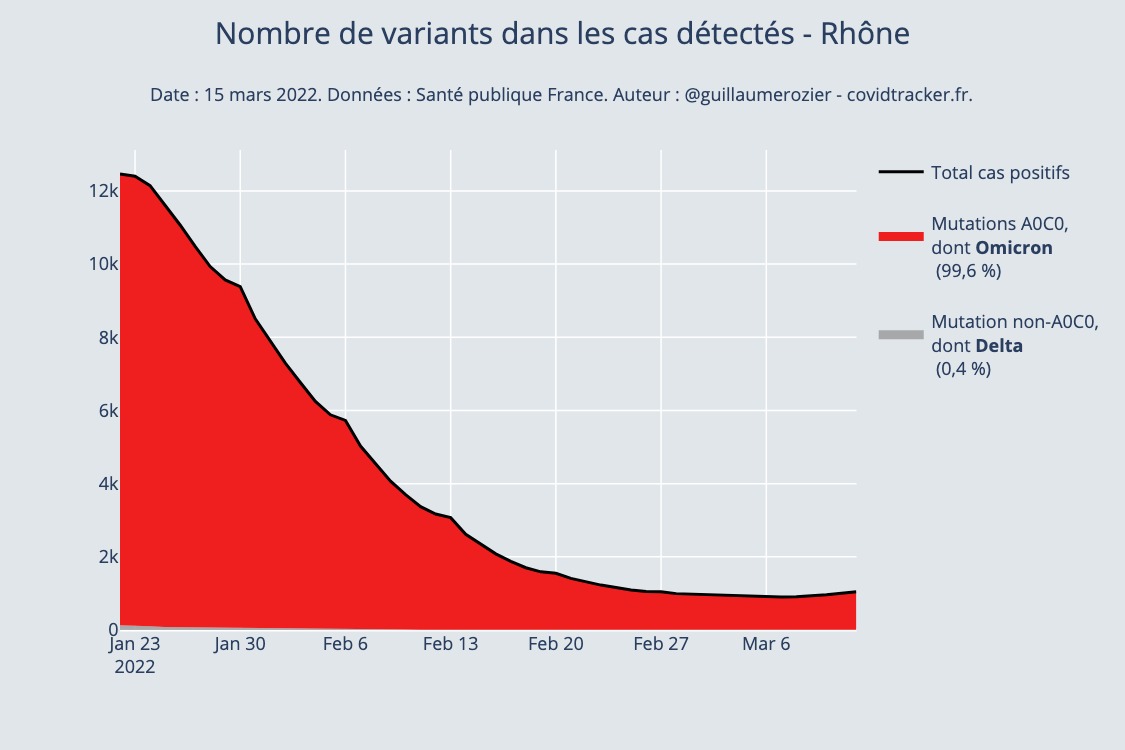 Nombre de variants dans les cas détectés - Rhône
Date : 15 mars 2022. Données : Santé publique France. Auteur : @guillaumerozier - covidtracker.fr.
12k
10k
8k
6k
4k
2k
0
Jan 23
2022
Jan 30
Feb 6
Feb 13
Feb 20
Feb 27
Mar 6
Total cas positifs
Mutations A0C0,
dont Omicron
(99,6 %)
Mutation non-A0C0,
dont Delta
(0,4 %)